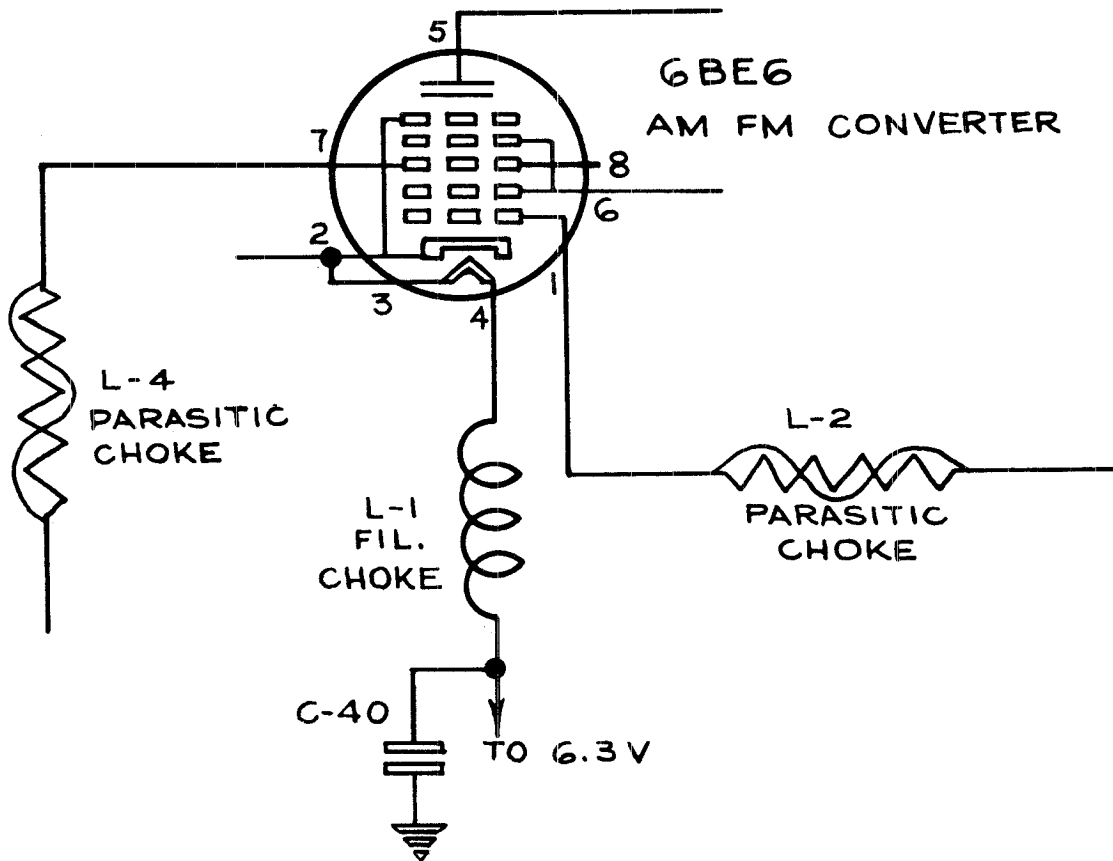 5
6BE6
AM FM CONVERTER
7
8
6
2
3
4
1
L-4
PARASITIC
CHOKE
L-2
PARASITIC
CHOKE
L-1
FIL.
CHOKE
C-40
TO 6.3 V